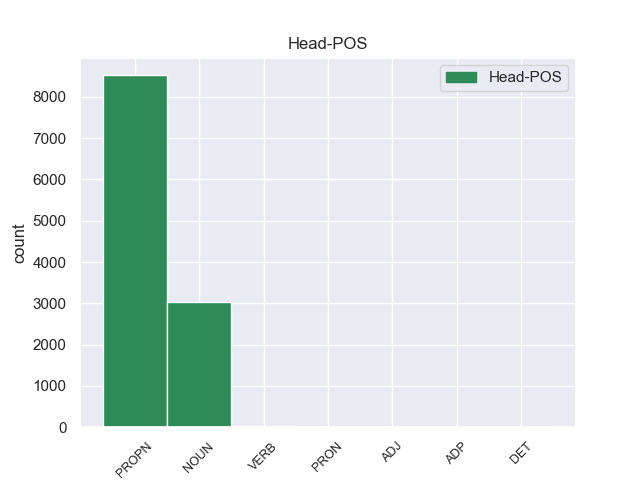 Head-POS
Head-POS
8000
7000
6000
5000
4000
3000
2000
1000
0
count
PROPN
NOUN
VERB
PRON
ADJ
ADP
DET